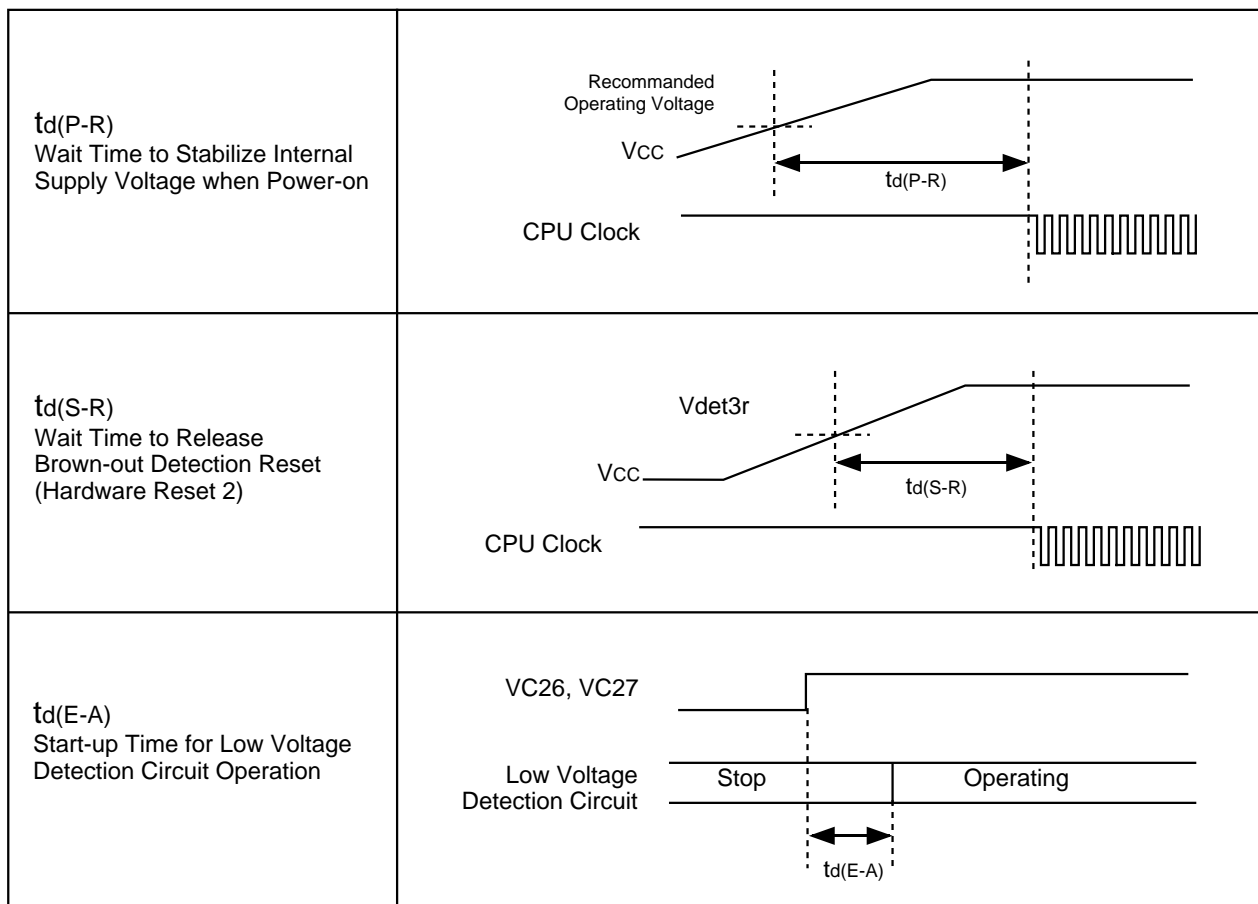 td(P-R)
Wait Time to Stabilize Internal
Supply Voltage when Power-on
Recommanded
Operating Voltage
VCC
td(P-R)
CPU Clock
td(S-R)
Wait Time to Release
Brown-out Detection Reset
(Hardware Reset 2)
Vdet3r
VCC
td(S-R)
CPU Clock
td(E-A)
Start-up Time for Low Voltage
Detection Circuit Operation
VC26, VC27
Low Voltage
Detection Circuit
Stop
Operating
td(E-A)